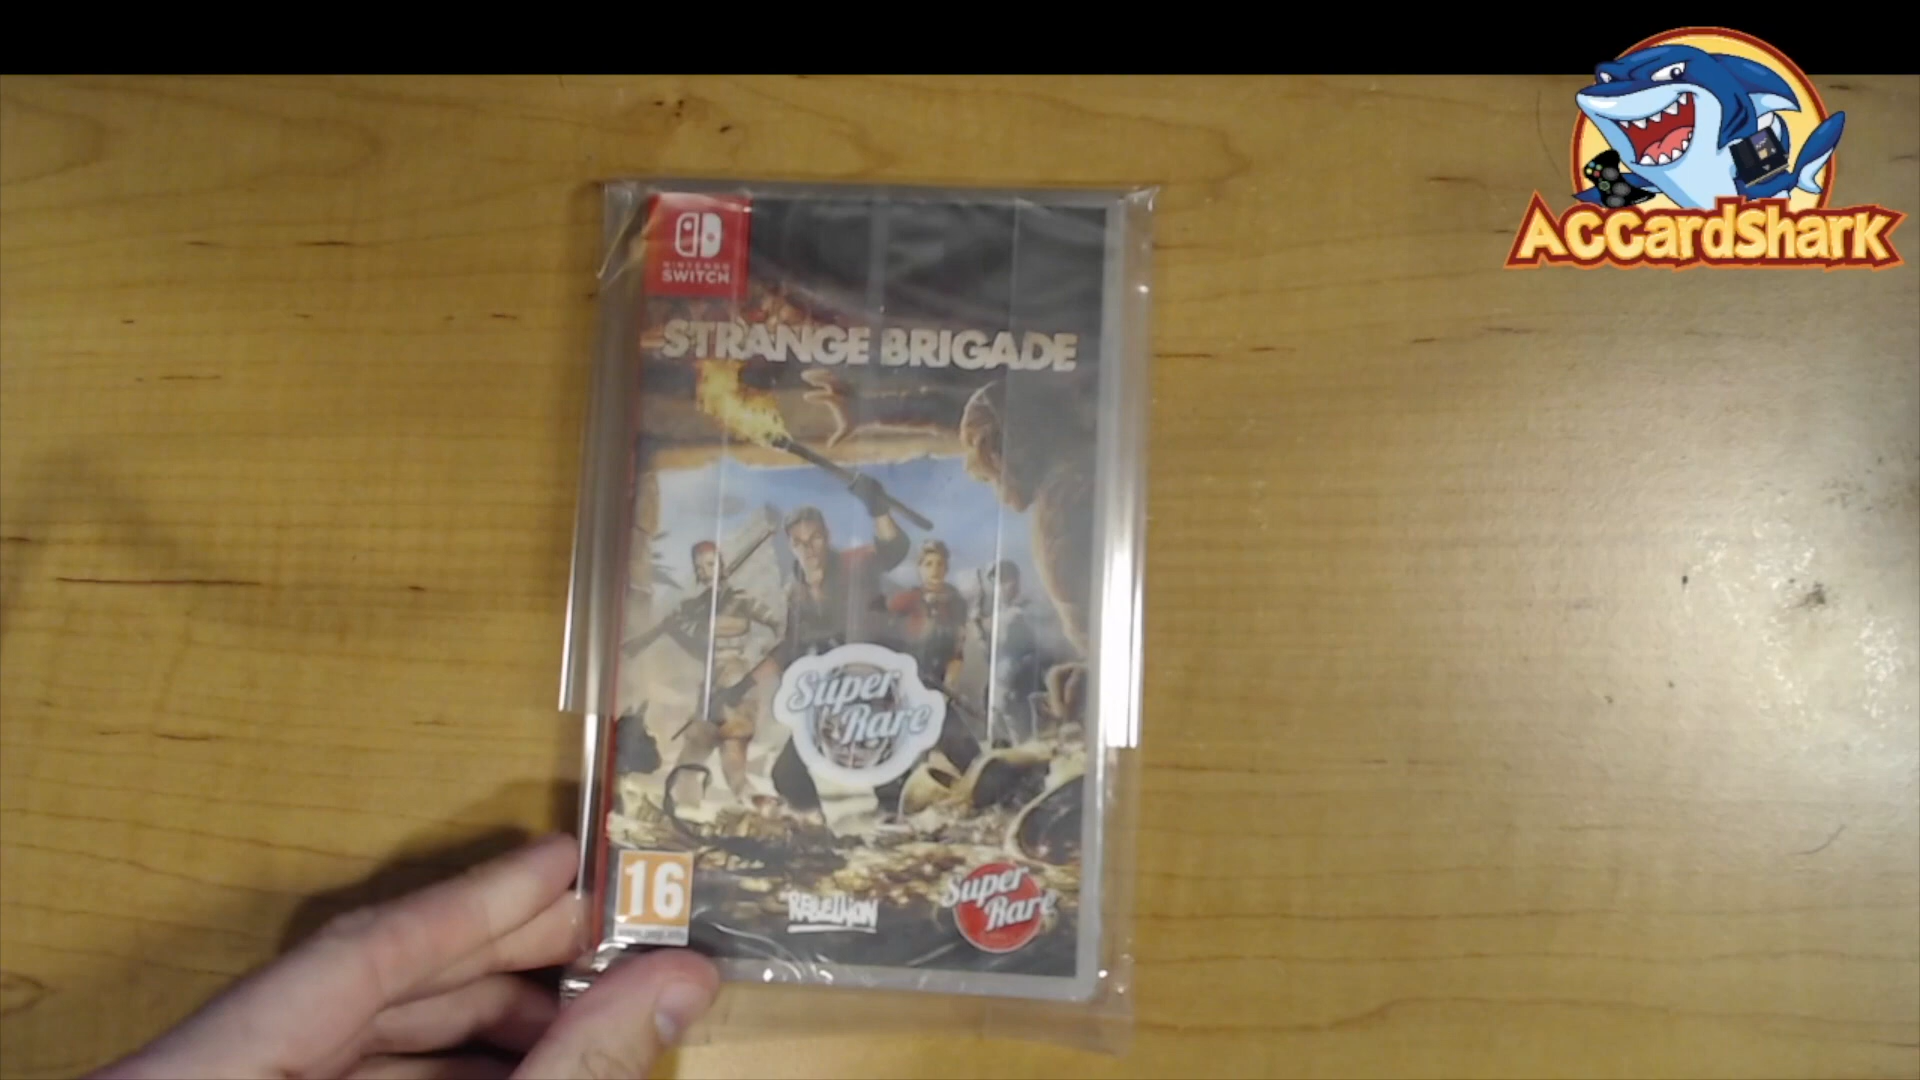 ACCardShark
NINTENDO
SWITCH
STRANGE BRIGADE
Super
Rare
16
REBELLION
Super
Rare